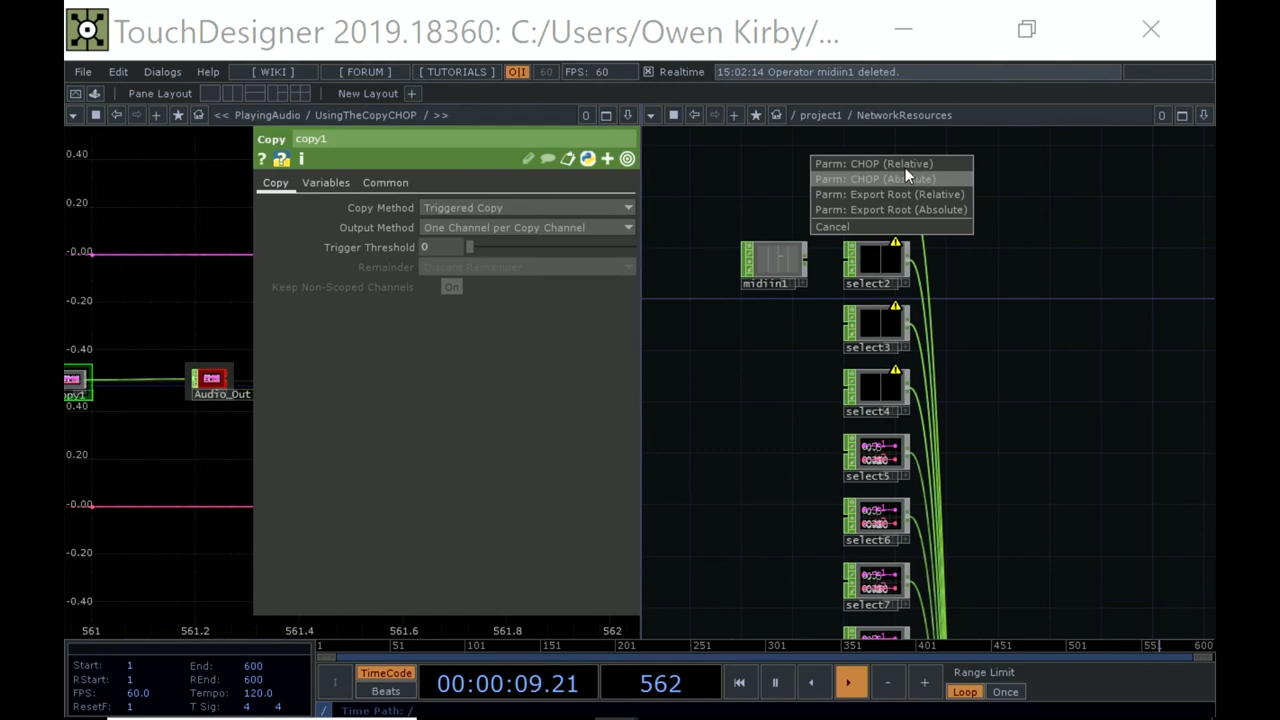 TouchDesigner 2019.18360: C:/Users/Owen Kirby/...
File Edit Dialogs Help [ WIKI ] [ FORUM ] [ TUTORIALS ] O|I 60 FPS: 60 Realtime 15:02:14 Operator midiin1 deleted.
Pane Layout New Layout +
<< PlayingAudio / UsingTheCopyCHOP / >> 0
/ project1 / NetworkResources 0
Copy copy1
? i
Copy Variables Common
Copy Method Triggered Copy
Output Method One Channel per Copy Channel
Trigger Threshold 0
Remainder Discard Remainder
Keep Non-Scoped Channels On
0.40
0.20
-0.00
-0.20
-0.40
0.40
0.20
-0.00
-0.20
-0.40
opy1
Audio_Out
561 561.2 561.4 561.6 561.8 562
Parm: CHOP (Relative)
Parm: CHOP (Absolute)
Parm: Export Root (Relative)
Parm: Export Root (Absolute)
Cancel
midiin1
select2
select3
select4
select5
select6
select7
1 51 101 151 201 251 301 351 401 451 501 551 600
Start: 1 End: 600
RStart: 1 REnd: 600
FPS: 60.0 Tempo: 120.0
ResetF: 1 T Sig: 4 4
TimeCode
Beats
00:00:09.21 562
- +
Range Limit
Loop Once
/ Time Path: /